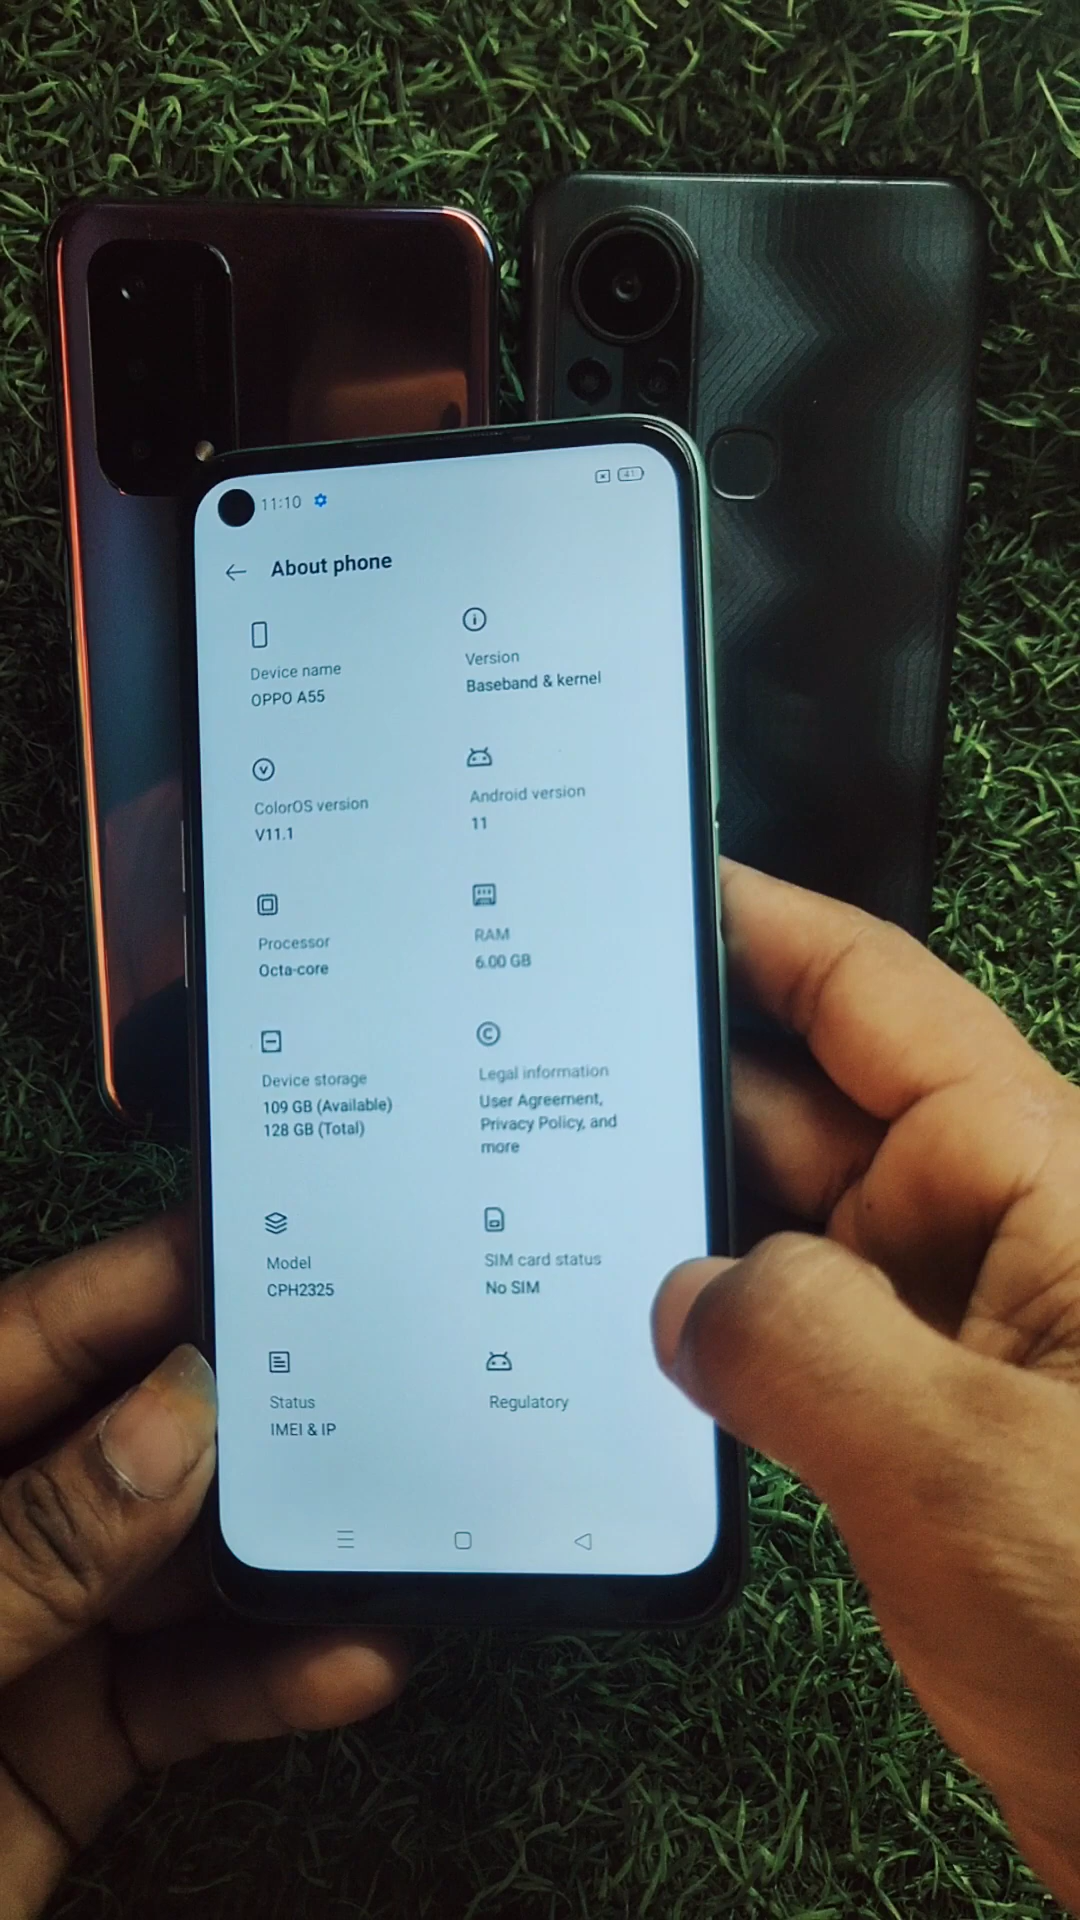 11:10
41
About phone
Device name
OPPO A55
Version
Baseband & kernel
ColorOS version
V11.1
Android version
11
Processor
Octa-core
RAM
6.00 GB
Device storage
109 GB (Available)
128 GB (Total)
Legal information
User Agreement,
Privacy Policy, and
more
Model
CPH2325
SIM card status
No SIM
Status
IMEI & IP
Regulatory